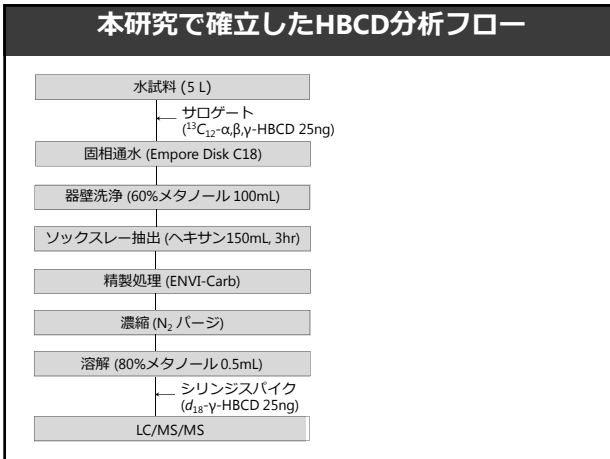 本研究で確立したHBCD分析フロー
水試料 (5 L)
サロゲート
(¹³C₁₂-α,β,γ-HBCD 25ng)
固相通水 (Empore Disk C18)
器壁洗浄 (60%メタノール 100mL)
ソックスレー抽出 (ヘキサン150mL, 3hr)
精製処理 (ENVI-Carb)
濃縮 (N₂ パージ)
溶解 (80%メタノール 0.5mL)
シリンジスパイク
(d₁₈-γ-HBCD 25ng)
LC/MS/MS